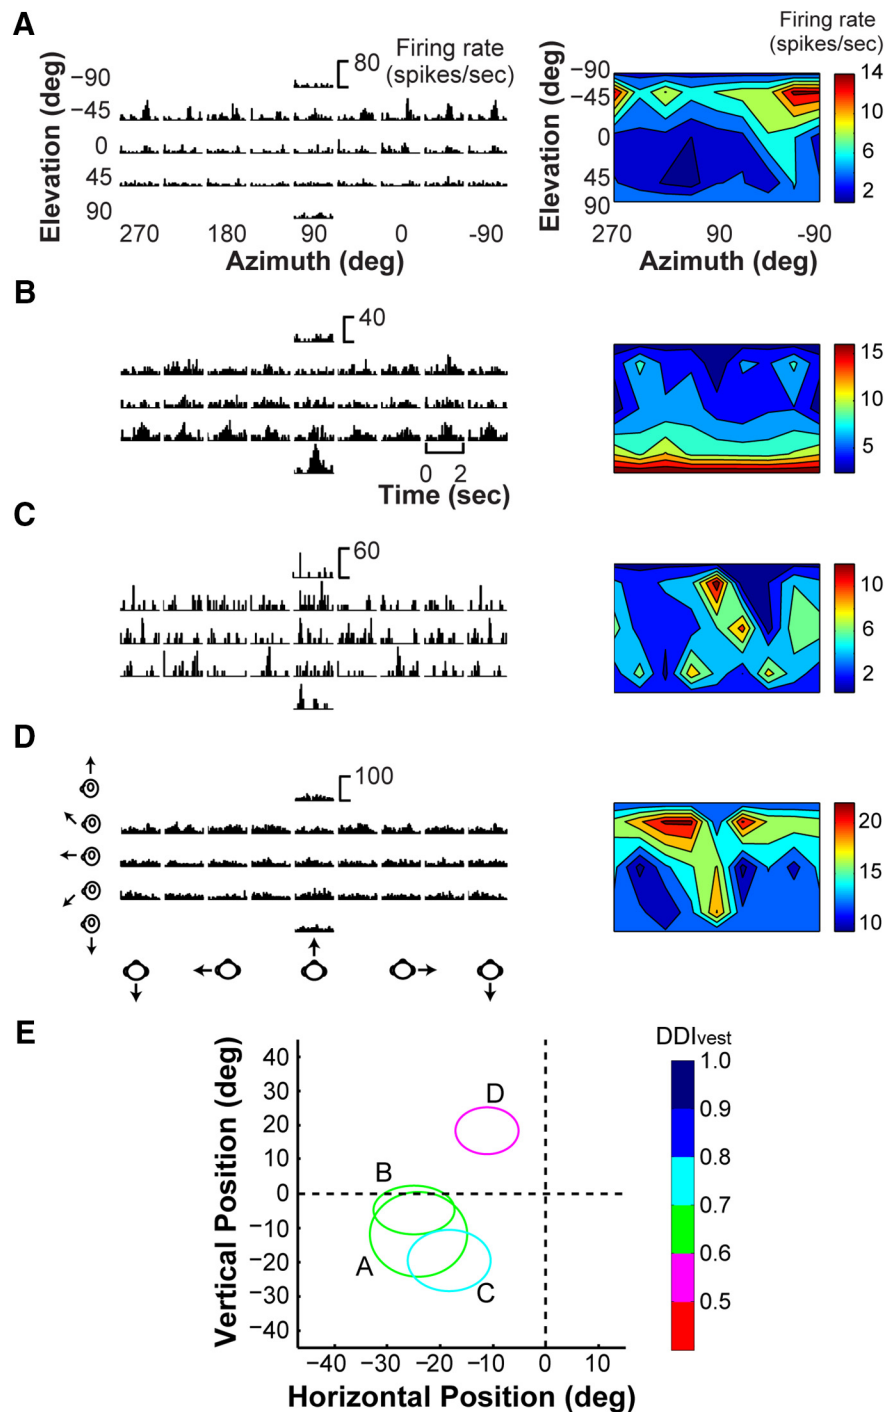 A
Firing rate
(spikes/sec)
80
Elevation (deg)
−90
−45
0
45
90
270 180 90 0 -90
Azimuth (deg)
Firing rate
(spikes/sec)
Elevation (deg)
−90
−45
0
45
90
270 90 -90
Azimuth (deg)
14
10
6
2
B
40
0 2
Time (sec)
15
10
5
C
60
10
6
2
D
100
20
15
10
E
Vertical Position (deg)
40
30
20
10
0
−10
−20
−30
−40
D
B
A
C
−40 −30 −20 −10 0 10
Horizontal Position (deg)
DDIvest
1.0
0.9
0.8
0.7
0.6
0.5